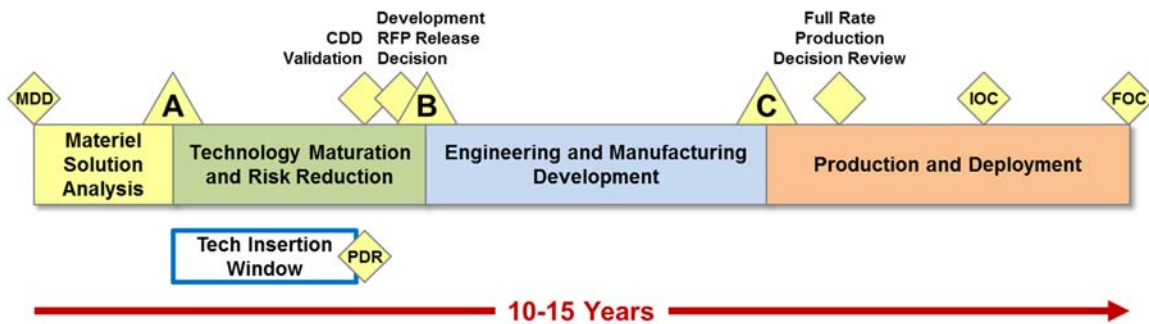 CDD
Validation
Development
RFP Release
Decision
Full Rate
Production
Decision Review
MDD
A
B
C
IOC
FOC
Materiel
Solution
Analysis
Technology Maturation
and Risk Reduction
Engineering and Manufacturing
Development
Production and Deployment
Tech Insertion
Window
PDR
10-15 Years